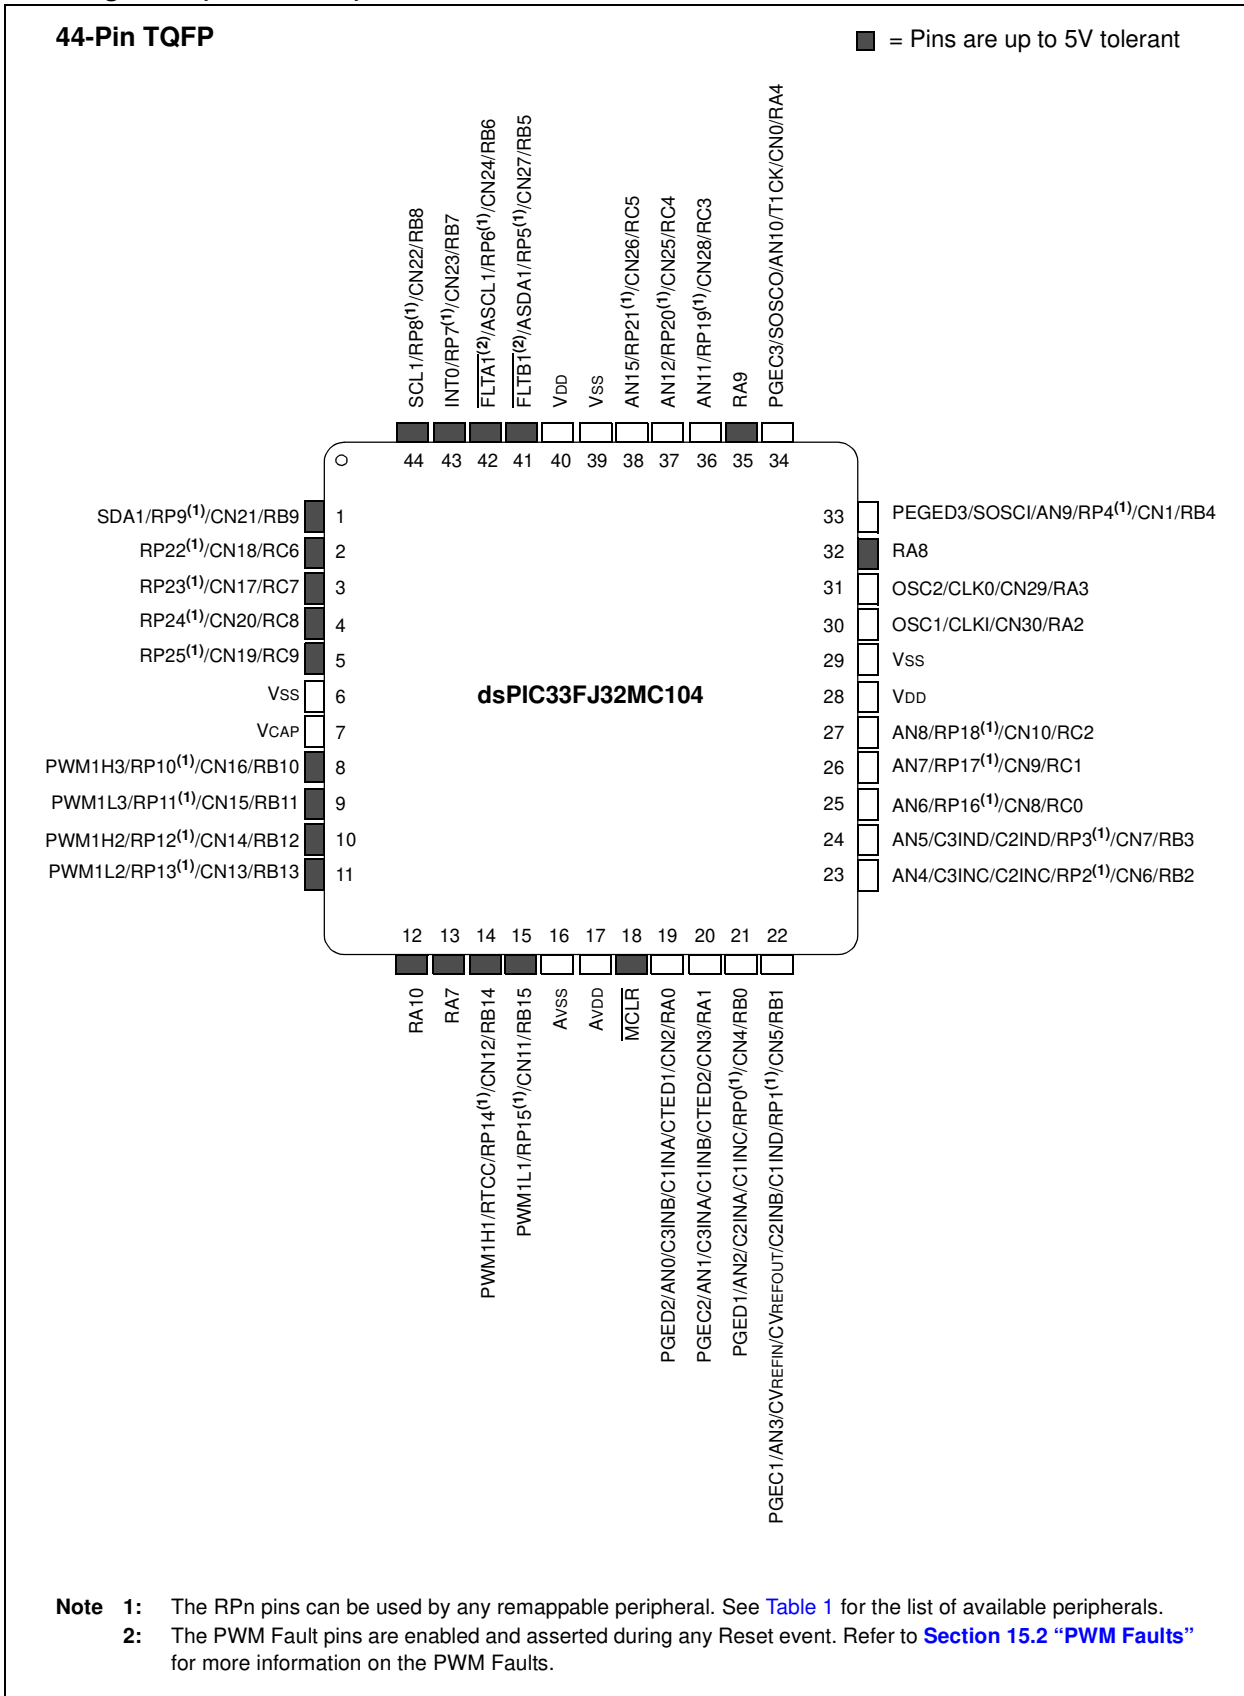 44-Pin TQFP
= Pins are up to 5V tolerant
SCL1/RP8(1)/CN22/RB8
INT0/RP7(1)/CN23/RB7
FLTA1(2)/ASCL1/RP6(1)/CN24/RB6
FLTB1(2)/ASDA1/RP5(1)/CN27/RB5
VDD
VSS
AN15/RP21(1)/CN26/RC5
AN12/RP20(1)/CN25/RC4
AN11/RP19(1)/CN28/RC3
RA9
PGEC3/SOSCO/AN10/T1CK/CN0/RA4
44 43 42 41 40 39 38 37 36 35 34
SDA1/RP9(1)/CN21/RB9 1
RP22(1)/CN18/RC6 2
RP23(1)/CN17/RC7 3
RP24(1)/CN20/RC8 4
RP25(1)/CN19/RC9 5
VSS 6
VCAP 7
PWM1H3/RP10(1)/CN16/RB10 8
PWM1L3/RP11(1)/CN15/RB11 9
PWM1H2/RP12(1)/CN14/RB12 10
PWM1L2/RP13(1)/CN13/RB13 11
dsPIC33FJ32MC104
33 PEGED3/SOSCI/AN9/RP4(1)/CN1/RB4
32 RA8
31 OSC2/CLK0/CN29/RA3
30 OSC1/CLKI/CN30/RA2
29 VSS
28 VDD
27 AN8/RP18(1)/CN10/RC2
26 AN7/RP17(1)/CN9/RC1
25 AN6/RP16(1)/CN8/RC0
24 AN5/C3IND/C2IND/RP3(1)/CN7/RB3
23 AN4/C3INC/C2INC/RP2(1)/CN6/RB2
12 13 14 15 16 17 18 19 20 21 22
RA10
RA7
PWM1H1/RTCC/RP14(1)/CN12/RB14
PWM1L1/RP15(1)/CN11/RB15
AVSS
AVDD
MCLR
PGED2/AN0/C3INB/C1INA/CTED1/CN2/RA0
PGEC2/AN1/C3INA/C1INB/CTED2/CN3/RA1
PGED1/AN2/C2INA/C1INC/RP0(1)/CN4/RB0
PGEC1/AN3/CVREFIN/CVREFOUT/C2INB/C1IND/RP1(1)/CN5/RB1
Note 1: The RPn pins can be used by any remappable peripheral. See Table 1 for the list of available peripherals.
2: The PWM Fault pins are enabled and asserted during any Reset event. Refer to Section 15.2 “PWM Faults”
for more information on the PWM Faults.